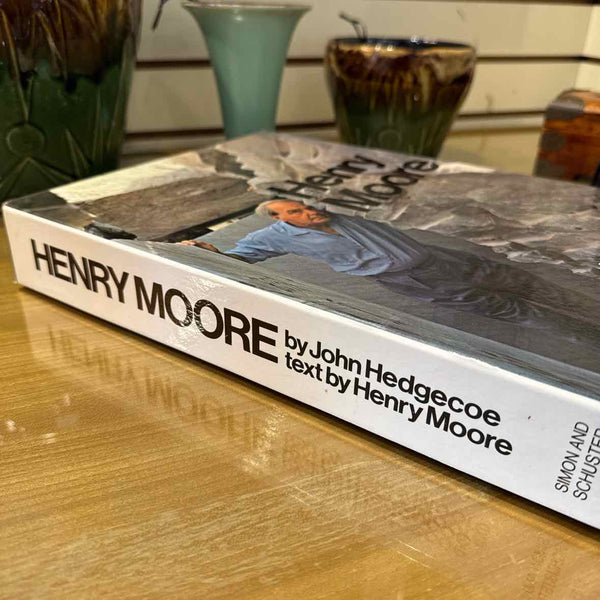 Henry
Moore
HENRY MOORE
by John Hedgecoe
text by Henry Moore
SIMON AND
SCHUSTER